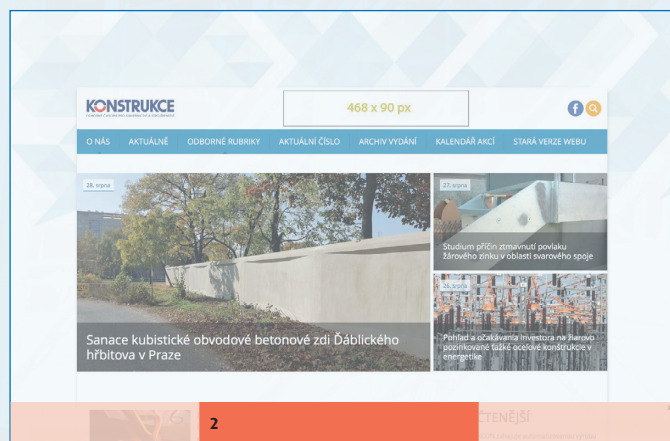 KONSTRUKCE
468 x 90 px
O NÁS AKTUÁLNĚ ODBORNÉ RUBRIKY AKTUÁLNÍ ČÍSLO ARCHIV VYDÁNÍ KALENDÁŘ AKCÍ STARÁ VERZE WEBU
28. srpna
Sanace kubistické obvodové betonové zdi Ďáblického
hřbitova v Praze
27. srpna
Studium příčin ztmavnutí povlaku
žárového zinku v oblasti svarového spoje
Pohľad a očakávania investora na žiarovo
pozinkované ťažké oceľové konštrukcie v
energetike
2
ČTENĚJŠÍ